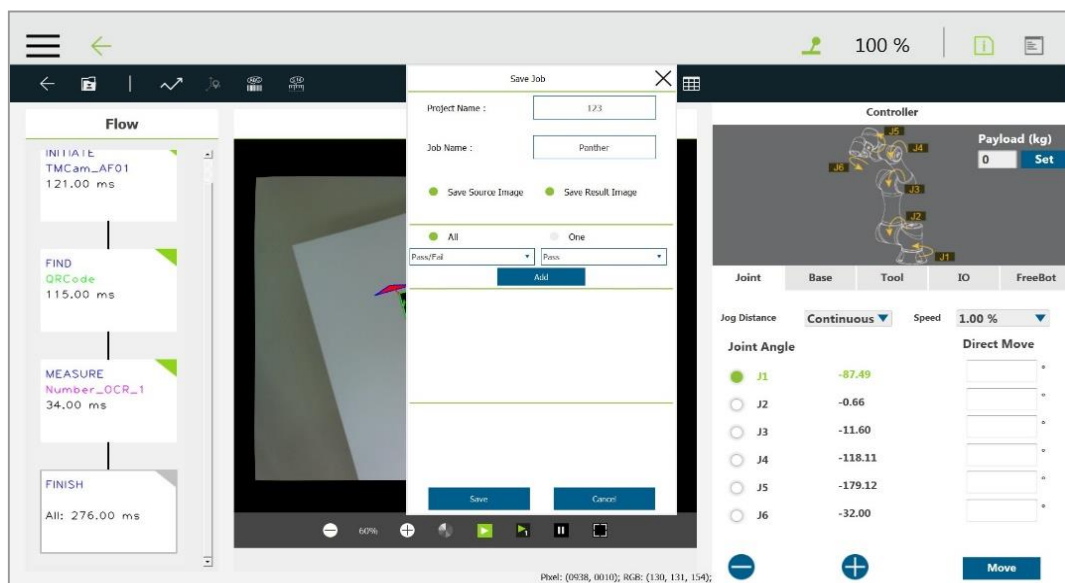 100 %
Flow
INITIATE
TMCam_AF01
121.00 ms
FIND
QRCode
115.00 ms
MEASURE
Number_OCR_1
34.00 ms
FINISH
All: 276.00 ms
Save Job
Project Name :
123
Job Name :
Panther
Save Source Image
Save Result Image
All
One
Pass/Fail
Pass
Add
Save
Cancel
60%
Pixel: (0938, 0010); RGB: (130, 131, 154);
Controller
Payload (kg)
0
Set
J5
J4
J6
J3
J2
J1
Joint
Base
Tool
IO
FreeBot
Jog Distance
Continuous
Speed
1.00 %
Joint Angle
Direct Move
J1 -87.49 °
J2 -0.66 °
J3 -11.60 °
J4 -118.11 °
J5 -179.12 °
J6 -32.00 °
Move